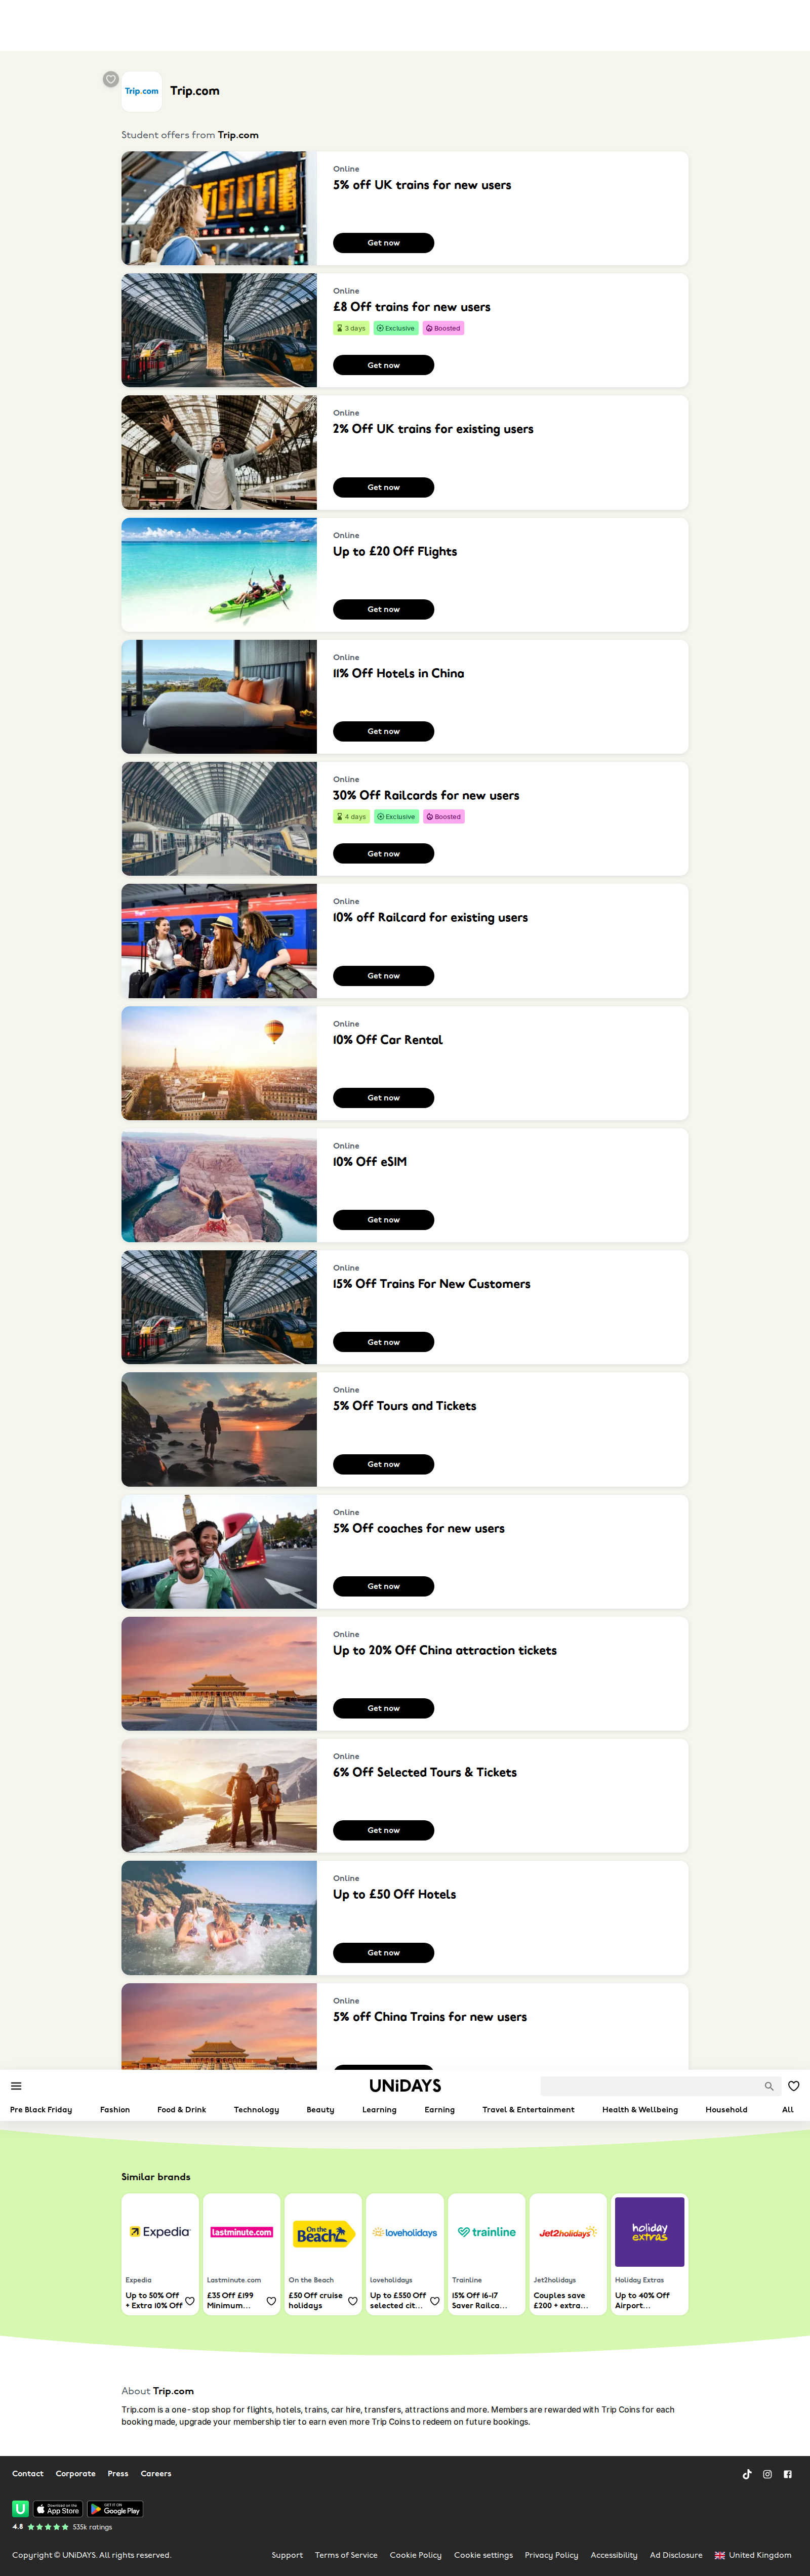 Trip.com
Trip.com
Student offers from Trip.com
Online
5% off UK trains for new users
Get now
Online
£8 Off trains for new users
3 days
Exclusive
Boosted
Get now
Online
2% Off UK trains for existing users
Get now
Online
Up to £20 Off Flights
Get now
Online
11% Off Hotels in China
Get now
Online
30% Off Railcards for new users
4 days
Exclusive
Boosted
Get now
Online
10% off Railcard for existing users
Get now
Online
10% Off Car Rental
Get now
Online
10% Off eSIM
Get now
Online
15% Off Trains For New Customers
Get now
Online
5% Off Tours and Tickets
Get now
Online
5% Off coaches for new users
Get now
Online
Up to 20% Off China attraction tickets
Get now
Online
6% Off Selected Tours & Tickets
Get now
Online
Up to £50 Off Hotels
Get now
Online
5% off China Trains for new users
UNiDAYS
Pre Black Friday Fashion Food & Drink Technology Beauty Learning Earning Travel & Entertainment Health & Wellbeing Household All
Similar brands
Expedia
Expedia
Up to 50% Off
+ Extra 10% Off
lastminute.com
Lastminute.com
£35 Off £199
Minimum...
On the Beach
On the Beach
£50 Off cruise
holidays
loveholidays
loveholidays
Up to £550 Off
selected cit...
trainline
Trainline
15% Off 16-17
Saver Railca...
Jet2holidays
Jet2holidays
Couples save
£200 + extra...
holiday
extras
Holiday Extras
Up to 40% Off
Airport...
About Trip.com
Trip.com is a one-stop shop for flights, hotels, trains, car hire, transfers, attractions and more. Members are rewarded with Trip Coins for each
booking made, upgrade your membership tier to earn even more Trip Coins to redeem on future bookings.
Contact Corporate Press Careers
Download on the
App Store
GET IT ON
Google Play
4.8 535k ratings
Copyright © UNiDAYS. All rights reserved.
Support Terms of Service Cookie Policy Cookie settings Privacy Policy Accessibility Ad Disclosure United Kingdom